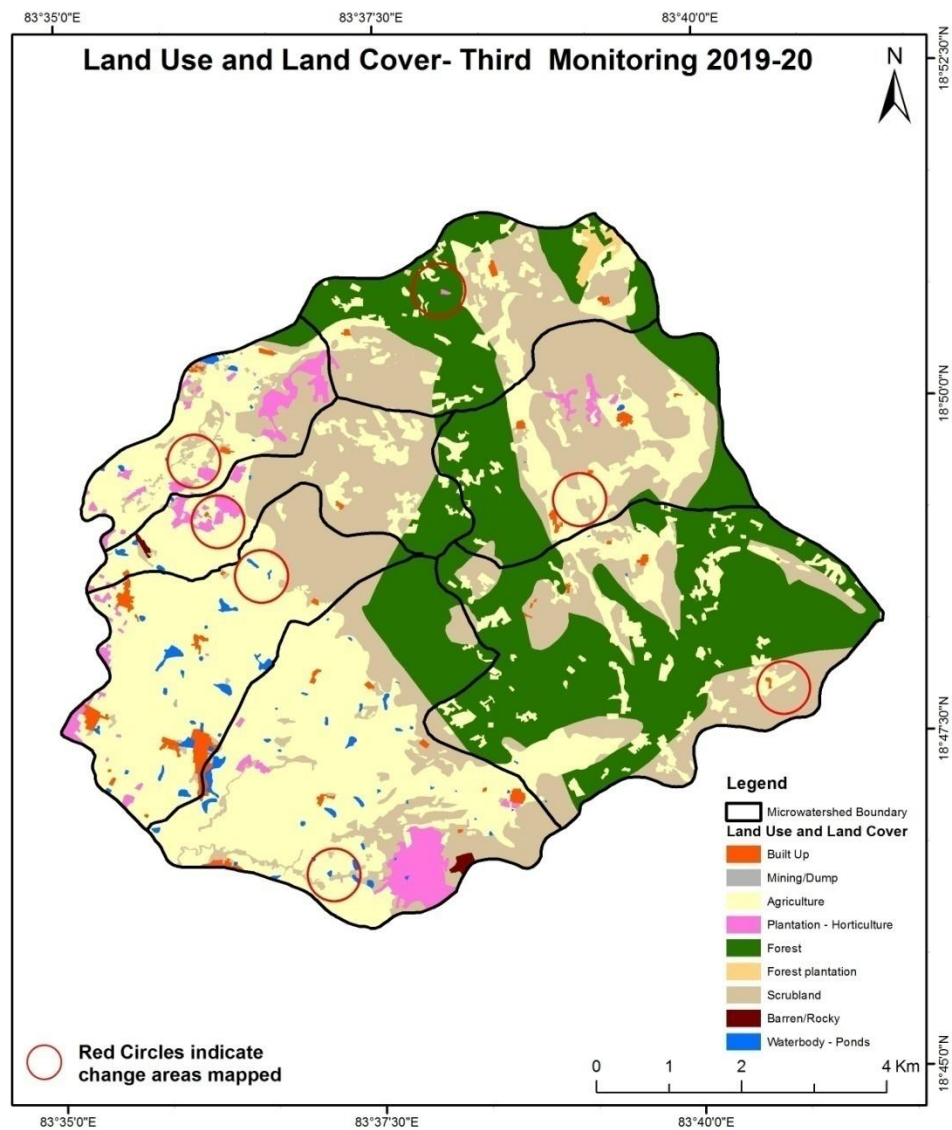 83°35'0"E 83°37'30"E 83°40'0"E
Land Use and Land Cover- Third Monitoring 2019-20
N
18°52'30"N
18°50'0"N
18°47'30"N
Legend
Microwatershed Boundary
Land Use and Land Cover
Built Up
Mining/Dump
Agriculture
Plantation - Horticulture
Forest
Forest plantation
Scrubland
Barren/Rocky
Waterbody - Ponds
Red Circles indicate
change areas mapped
0 1 2 4 Km
18°45'0"N
83°35'0"E 83°37'30"E 83°40'0"E